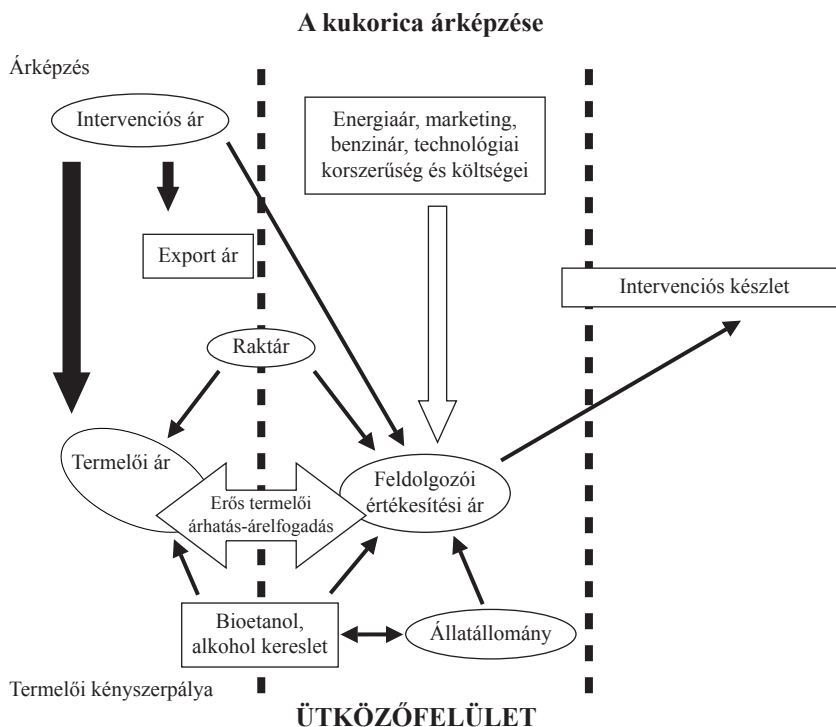 A kukorica árképzése
Árképzés
Intervenciós ár
Energiaár, marketing,
benzinár, technológiai
korszerűség és költségei
Export ár
Intervenciós készlet
Raktár
Termelői ár
Feldolgozói
értékesítési ár
Erős termelői
árhatás-árelfogadás
Bioetanol,
alkohol kereslet
Állatállomány
Termelői kényszerpálya
ÜTKÖZŐFELÜLET